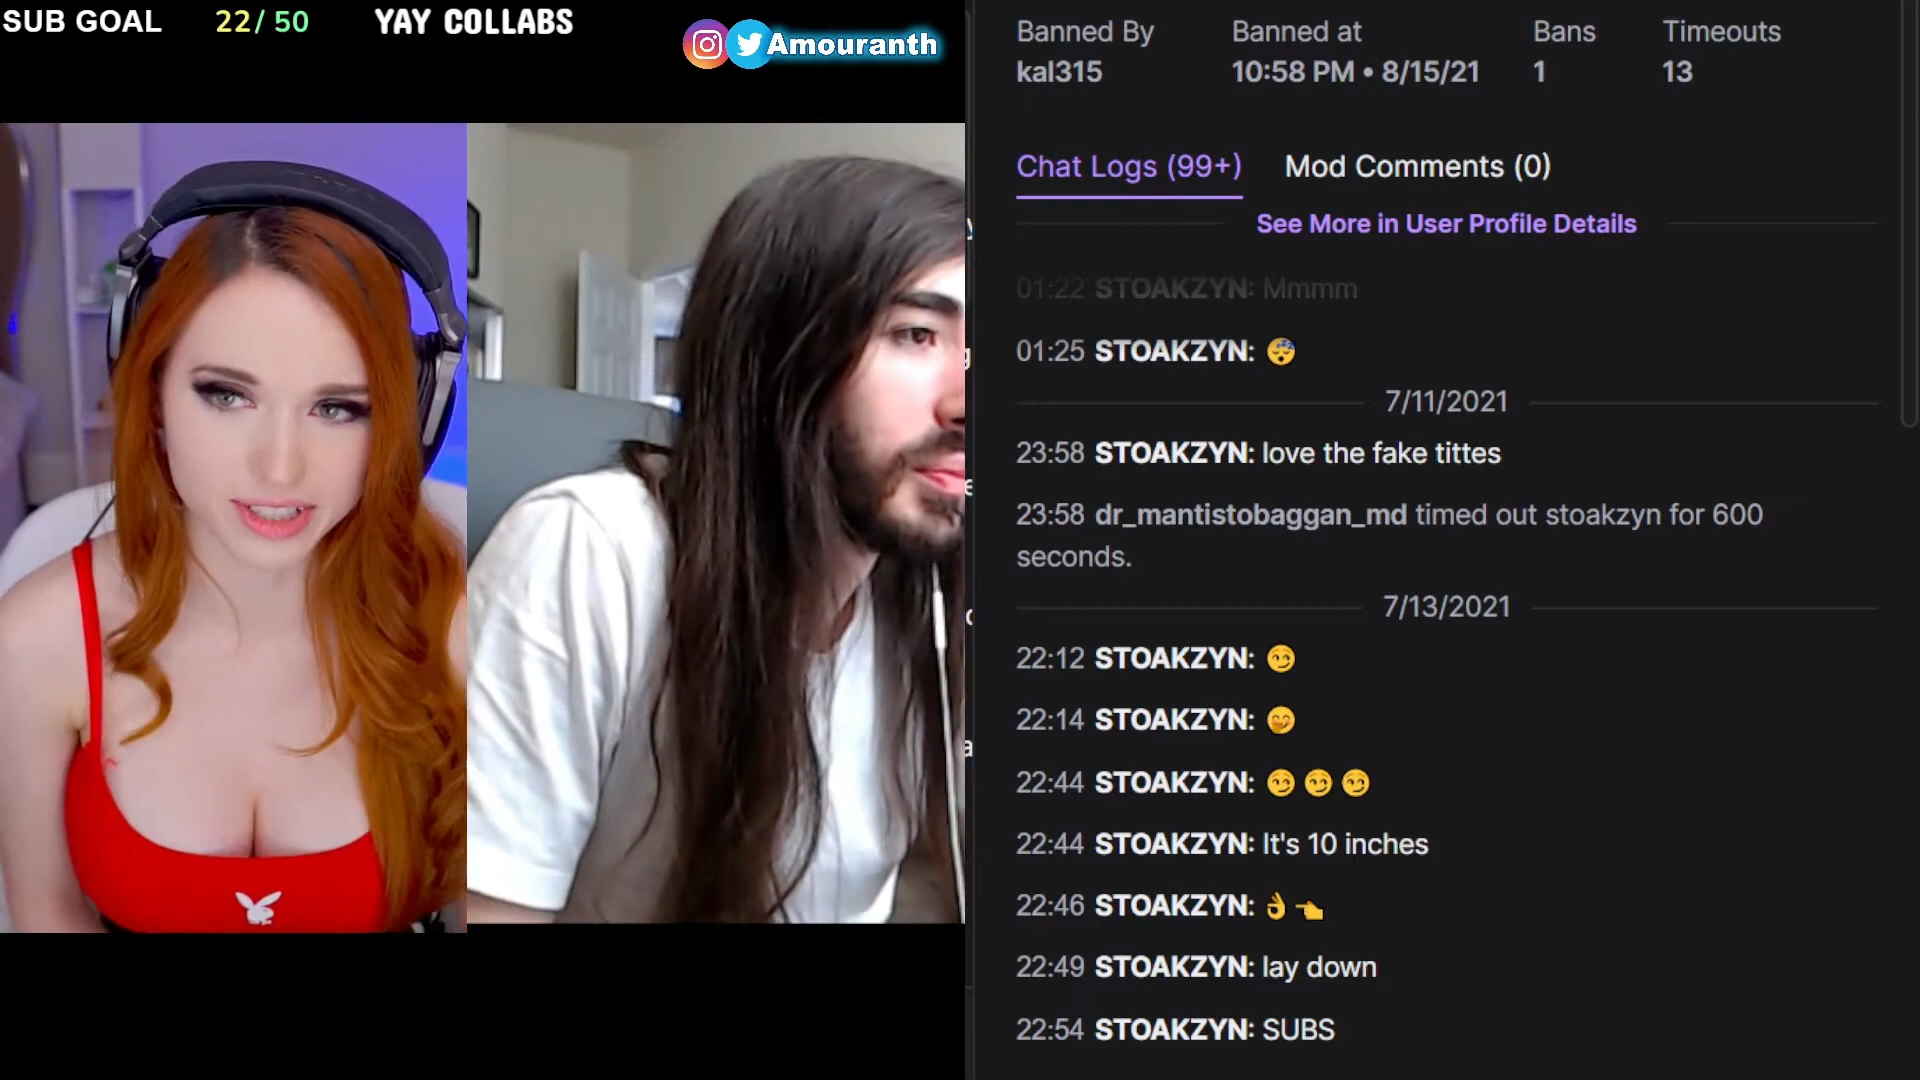 SUB GOAL 22/ 50 YAY COLLABS
Amouranth
Banned By Banned at Bans Timeouts
kal315 10:58 PM • 8/15/21 1 13
Chat Logs (99+) Mod Comments (0)
See More in User Profile Details
01:22 STOAKZYN: Mmmm
01:25 STOAKZYN: 😴
7/11/2021
23:58 STOAKZYN: love the fake tittes
23:58 dr_mantistobaggan_md timed out stoakzyn for 600
seconds.
7/13/2021
22:12 STOAKZYN: 😏
22:14 STOAKZYN: 🤭
22:44 STOAKZYN: 😏 😏 😏
22:44 STOAKZYN: It's 10 inches
22:46 STOAKZYN: 👌 👈
22:49 STOAKZYN: lay down
22:54 STOAKZYN: SUBS